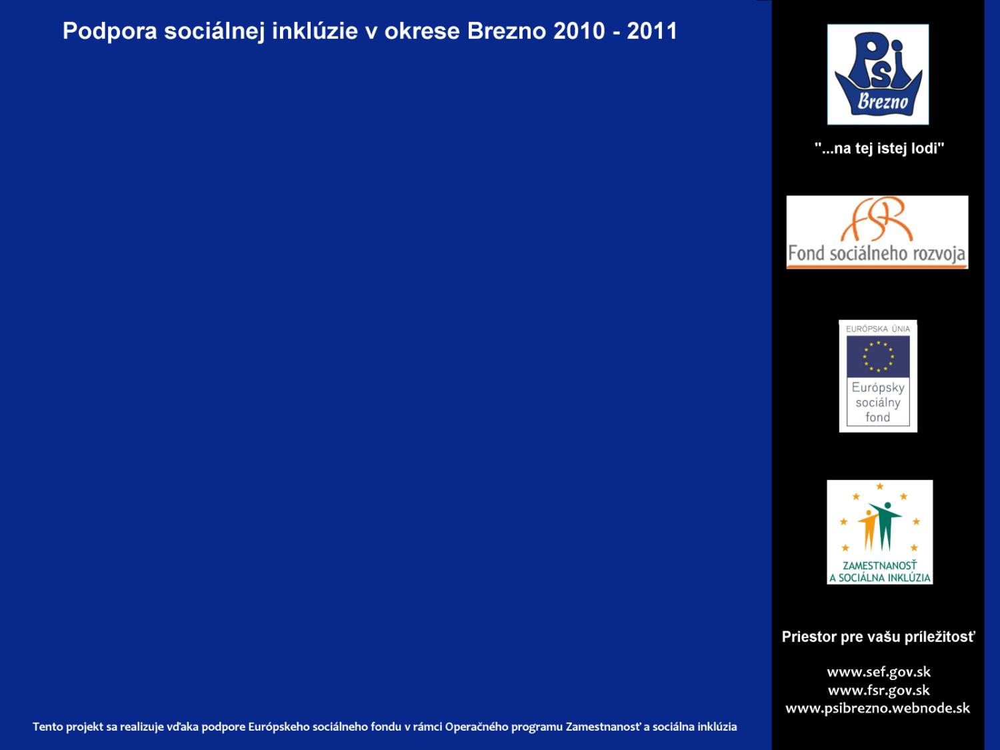 Podpora sociálnej inklúzie v okrese Brezno 2010 - 2011
Psi
Brezno
"...na tej istej lodi"
FSR
Fond sociálneho rozvoja
EURÓPSKA ÚNIA
Európsky
sociálny
fond
ZAMESTNANOSŤ
A SOCIÁLNA INKLÚZIA
Priestor pre vašu príležitosť
www.sef.gov.sk
www.fsr.gov.sk
www.psibrezno.webnode.sk
Tento projekt sa realizuje vďaka podpore Európskeho sociálneho fondu v rámci Operačného programu Zamestnanosť a sociálna inklúzia